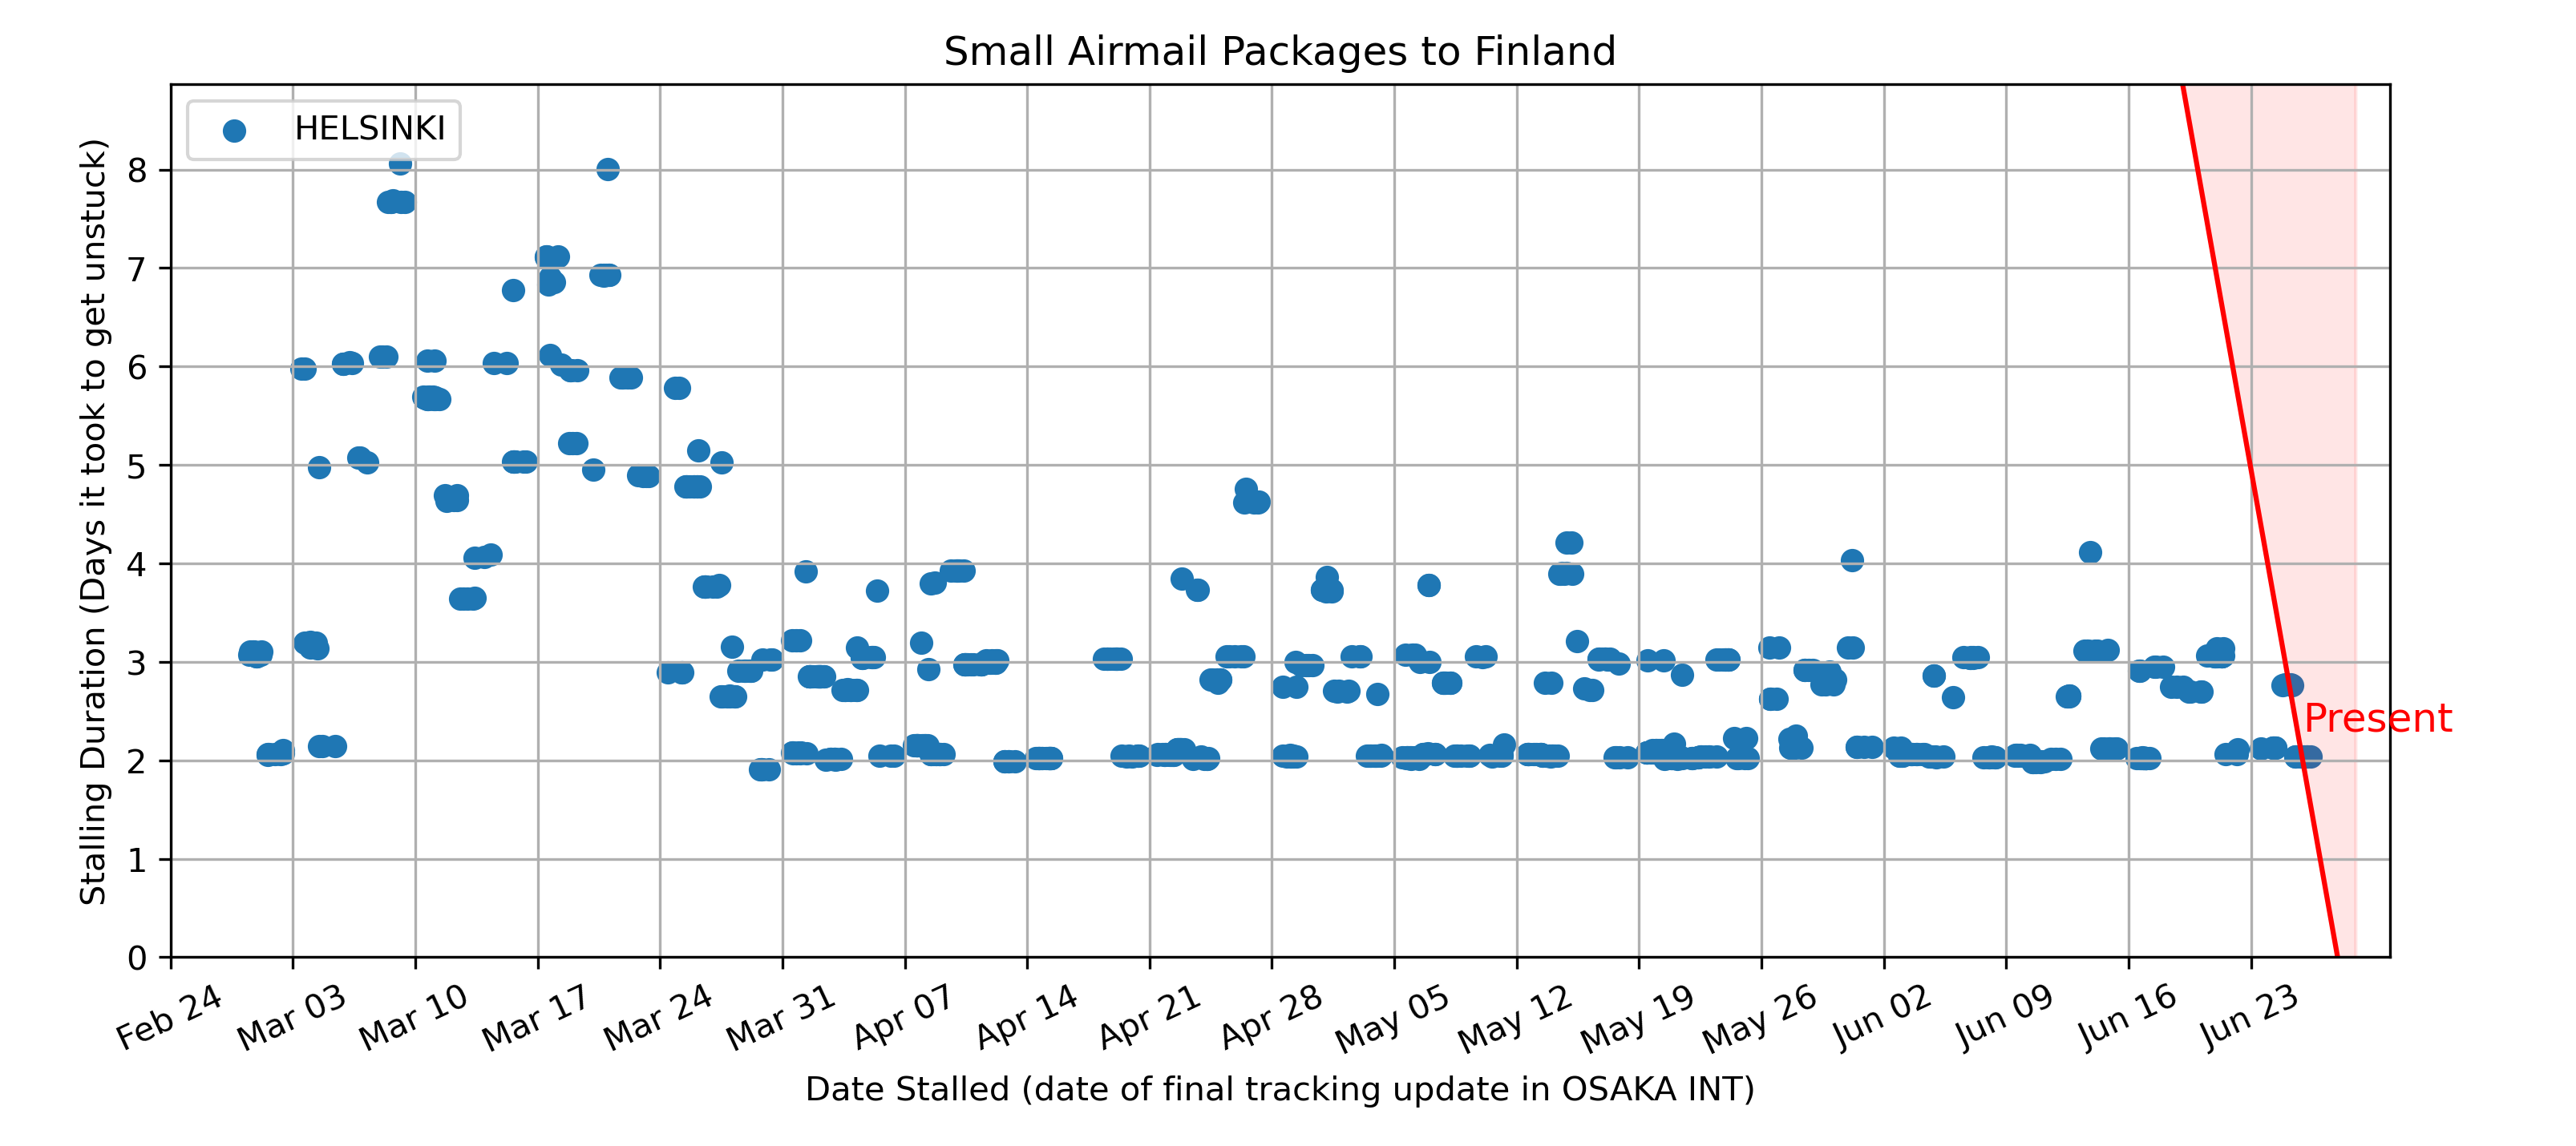 Small Airmail Packages to Finland
HELSINKI
Stalling Duration (Days it took to get unstuck)
8
7
6
5
4
3
2
1
0
Present
Feb 24
Mar 03
Mar 10
Mar 17
Mar 24
Mar 31
Apr 07
Apr 14
Apr 21
Apr 28
May 05
May 12
May 19
May 26
Jun 02
Jun 09
Jun 16
Jun 23
Date Stalled (date of final tracking update in OSAKA INT)